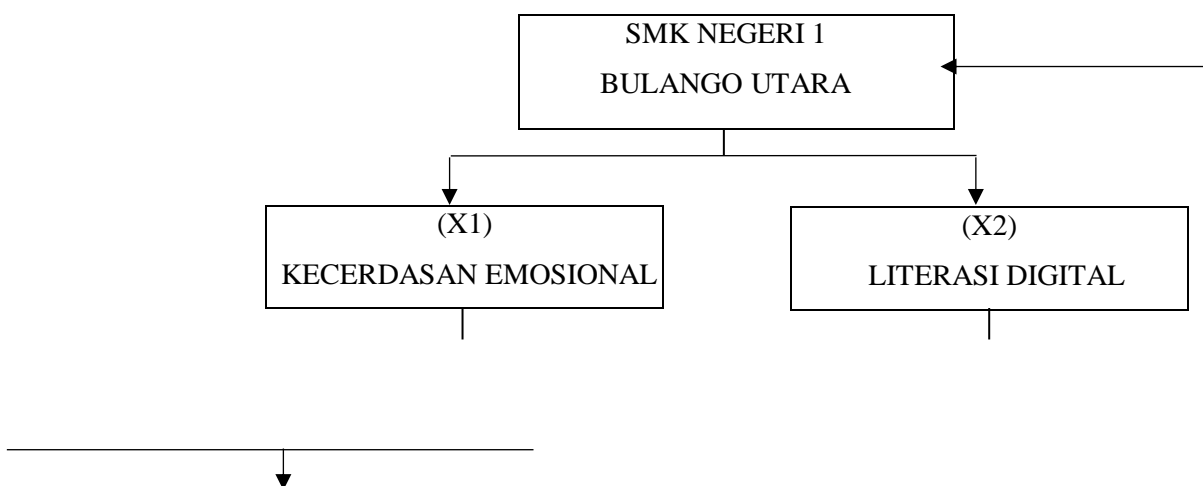 SMK NEGERI 1
BULANGO UTARA
(X1)
KECERDASAN EMOSIONAL
(X2)
LITERASI DIGITAL